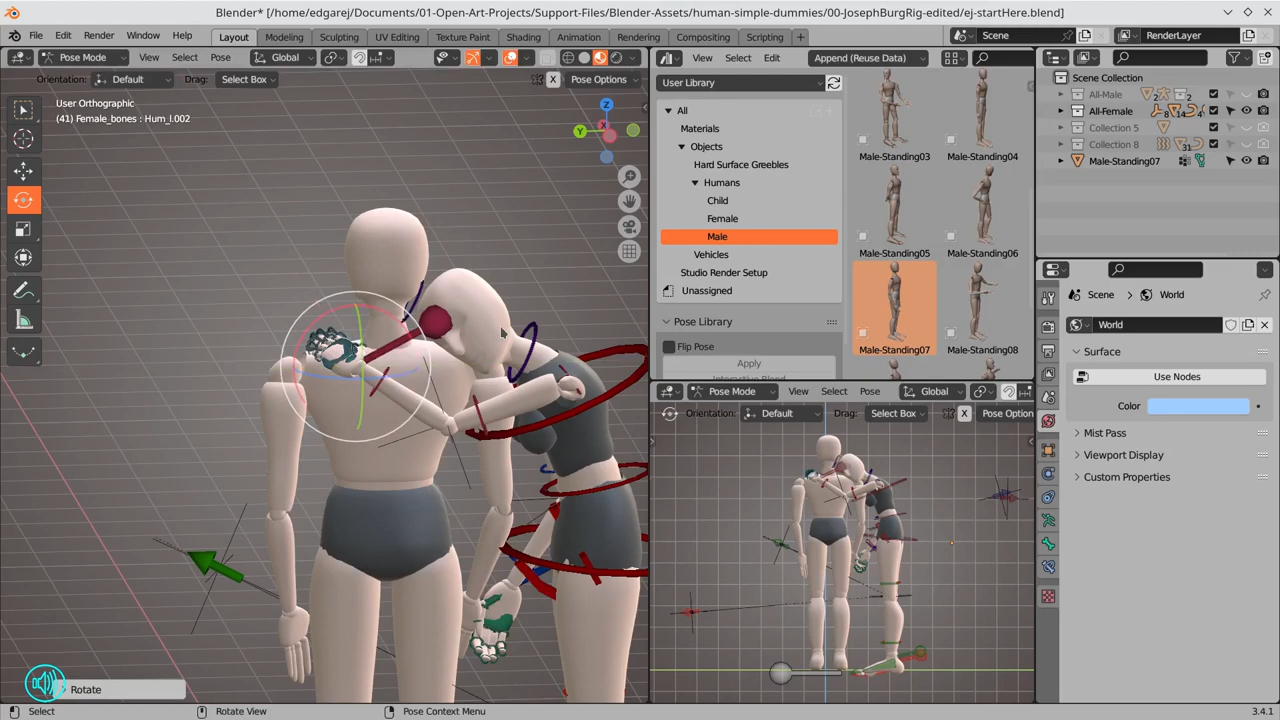 Blender* [/home/edgarej/Documents/01-Open-Art-Projects/Support-Files/Blender-Assets/human-simple-dummies/00-JosephBurgRig-edited/ej-startHere.blend]
File Edit Render Window Help Layout Modeling Sculpting UV Editing Texture Paint Shading Animation Rendering Compositing Scripting + Scene RenderLayer
Pose Mode View Select Pose Global
Orientation: Default Drag: Select Box X Pose Options
User Orthographic
(41) Female_bones : Hum_l.002
Z
Y
X
Rotate
View Select Edit Append (Reuse Data)
User Library
All
Materials
Objects
Hard Surface Greebles
Humans
Child
Female
Male
Vehicles
Studio Render Setup
Unassigned
Pose Library
Flip Pose
Apply
Male-Standing03 Male-Standing04
Male-Standing05 Male-Standing06
Male-Standing07 Male-Standing08
Pose Mode View Select Pose Global
Orientation: Default Drag: Select Box X Pose Option
Scene Collection
All-Male 2 2
All-Female 8 14 4
Collection 5
Collection 8 31
Male-Standing07
Scene > World
World
Surface
Use Nodes
Color
Mist Pass
Viewport Display
Custom Properties
Select Rotate View Pose Context Menu 3.4.1